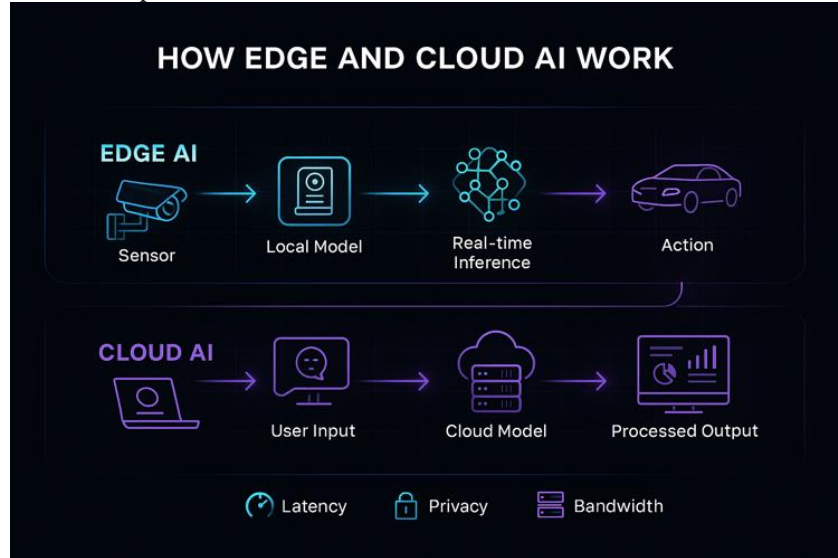 HOW EDGE AND CLOUD AI WORK
EDGE AI
Sensor
Local Model
Real-time
Inference
Action
CLOUD AI
User Input
Cloud Model
Processed Output
Latency
Privacy
Bandwidth